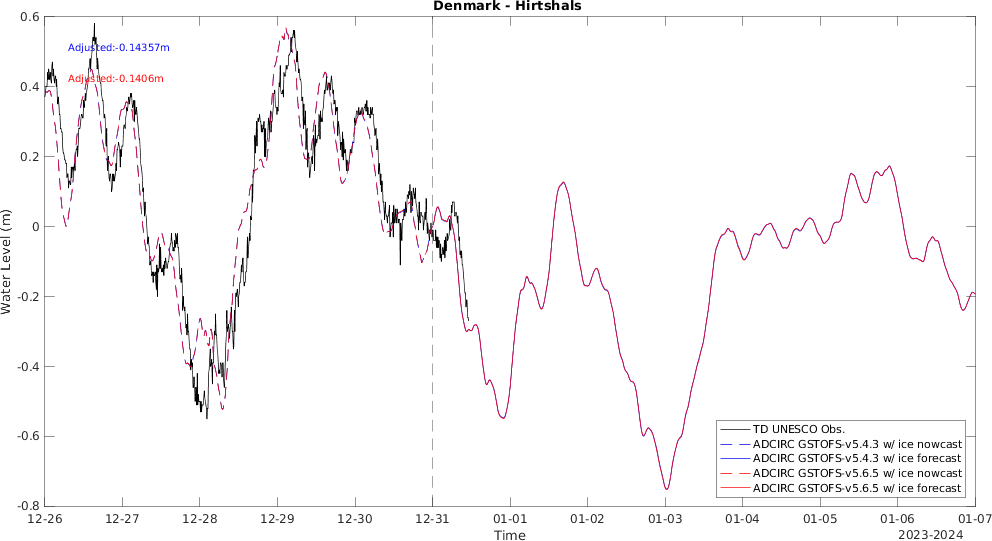 Denmark - Hirtshals
Adjusted:-0.14357m
Adjusted:-0.1406m
Water Level (m)
0.6
0.4
0.2
0
-0.2
-0.4
-0.6
-0.8
TD UNESCO Obs.
ADCIRC GSTOFS-v5.4.3 w/ ice nowcast
ADCIRC GSTOFS-v5.4.3 w/ ice forecast
ADCIRC GSTOFS-v5.6.5 w/ ice nowcast
ADCIRC GSTOFS-v5.6.5 w/ ice forecast
12-26 12-27 12-28 12-29 12-30 12-31 01-01 01-02 01-03 01-04 01-05 01-06 01-07
Time
2023-2024